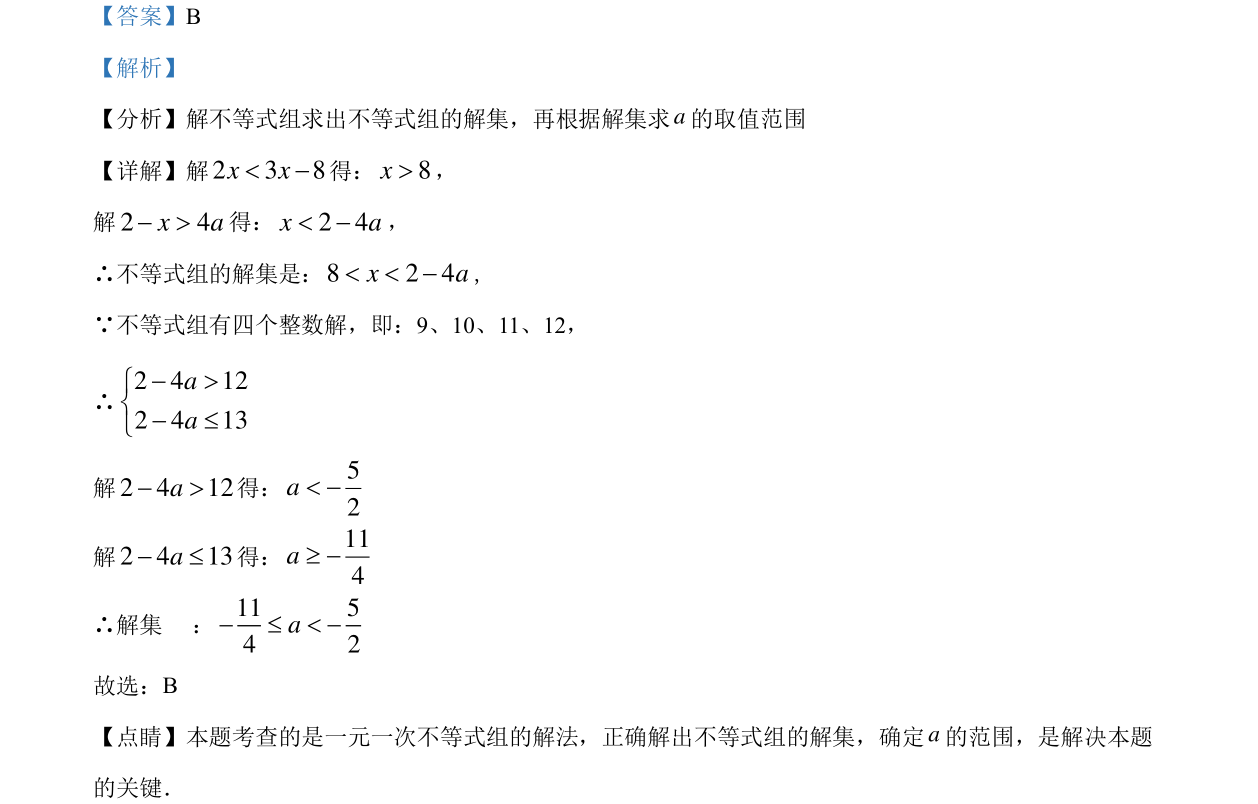 【答案】B
【解析】
【分析】解不等式组求出不等式组的解集，再根据解集求a的取值范围
【详解】解2x<3x−8得：x>8，
解2−x>4a得：x<2−4a，
∴不等式组的解集是：8<x<2−4a,
∵不等式组有四个整数解，即：9、10、11、12，
∴{2−4a>12
2−4a≤13
解2−4a>12得：a<−5/2
解2−4a≤13得：a≥−11/4
∴解集 ：−11/4≤a<−5/2
故选：B
【点睛】本题考查的是一元一次不等式组的解法，正确解出不等式组的解集，确定a的范围，是解决本题
的关键．